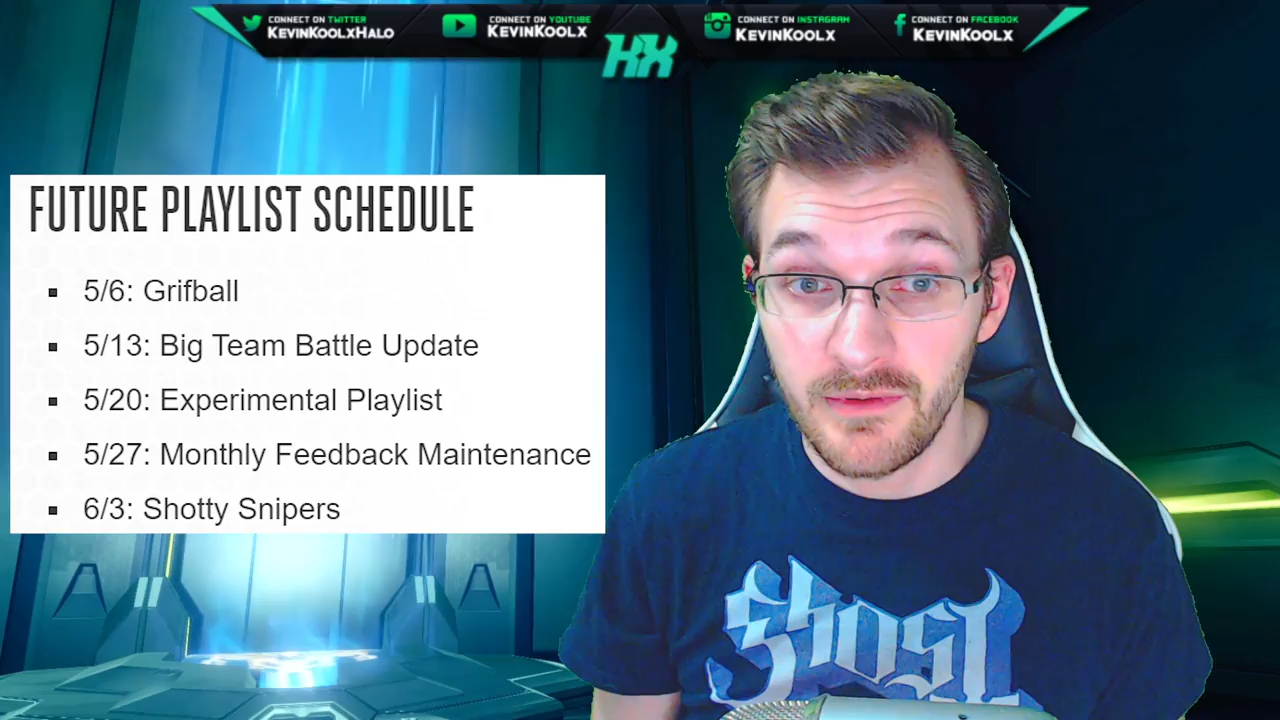 CONNECT ON TWITTER
KEVINKOOLXHALO
CONNECT ON YOUTUBE
KEVINKOOLX
KX
CONNECT ON INSTAGRAM
KEVINKOOLX
CONNECT ON FACEBOOK
KEVINKOOLX
FUTURE PLAYLIST SCHEDULE
5/6: Grifball
5/13: Big Team Battle Update
5/20: Experimental Playlist
5/27: Monthly Feedback Maintenance
6/3: Shotty Snipers
Ghost